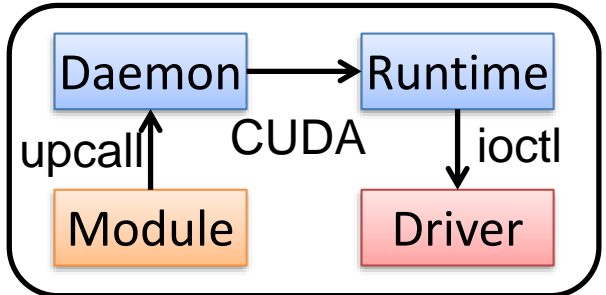 Daemon
Runtime
upcall
CUDA
ioctl
Module
Driver